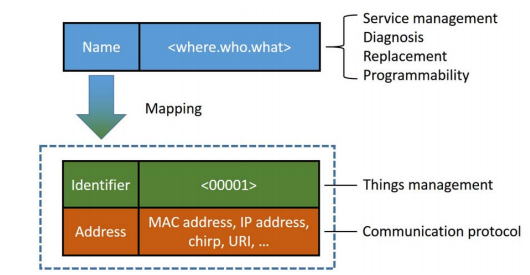 Name
<where.who.what>
Service management
Diagnosis
Replacement
Programmability
Mapping
Identifier
<00001>
Things management
Address
MAC address, IP address,
chirp, URI, ...
Communication protocol